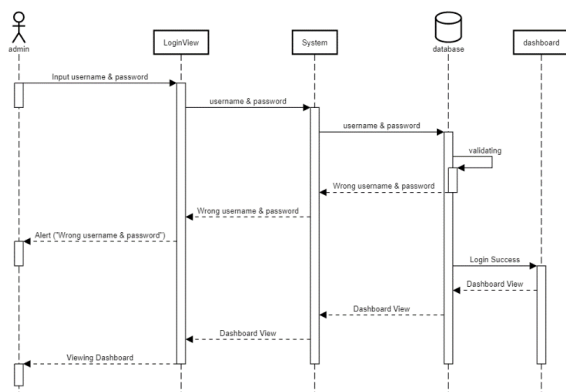 admin
LoginView
System
database
dashboard
Input username & password
username & password
username & password
validating
Wrong username & password
Wrong username & password
Alert ("Wrong username & password")
Login Success
Dashboard View
Dashboard View
Dashboard View
Viewing Dashboard